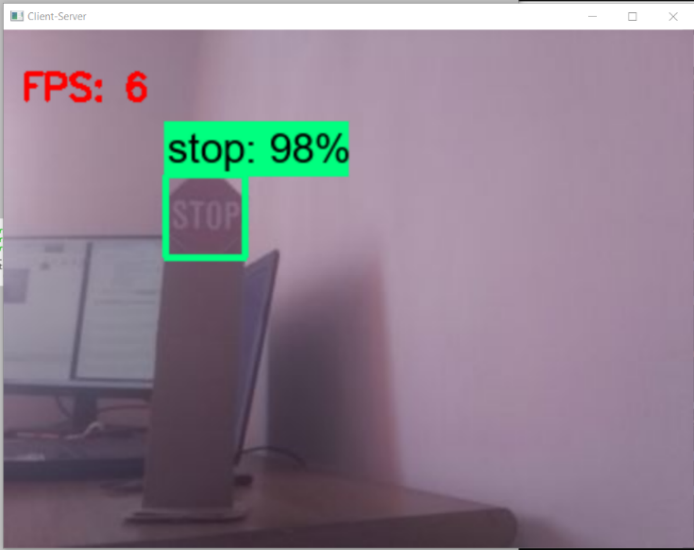 Client-Server
FPS: 6
stop: 98%
STOP